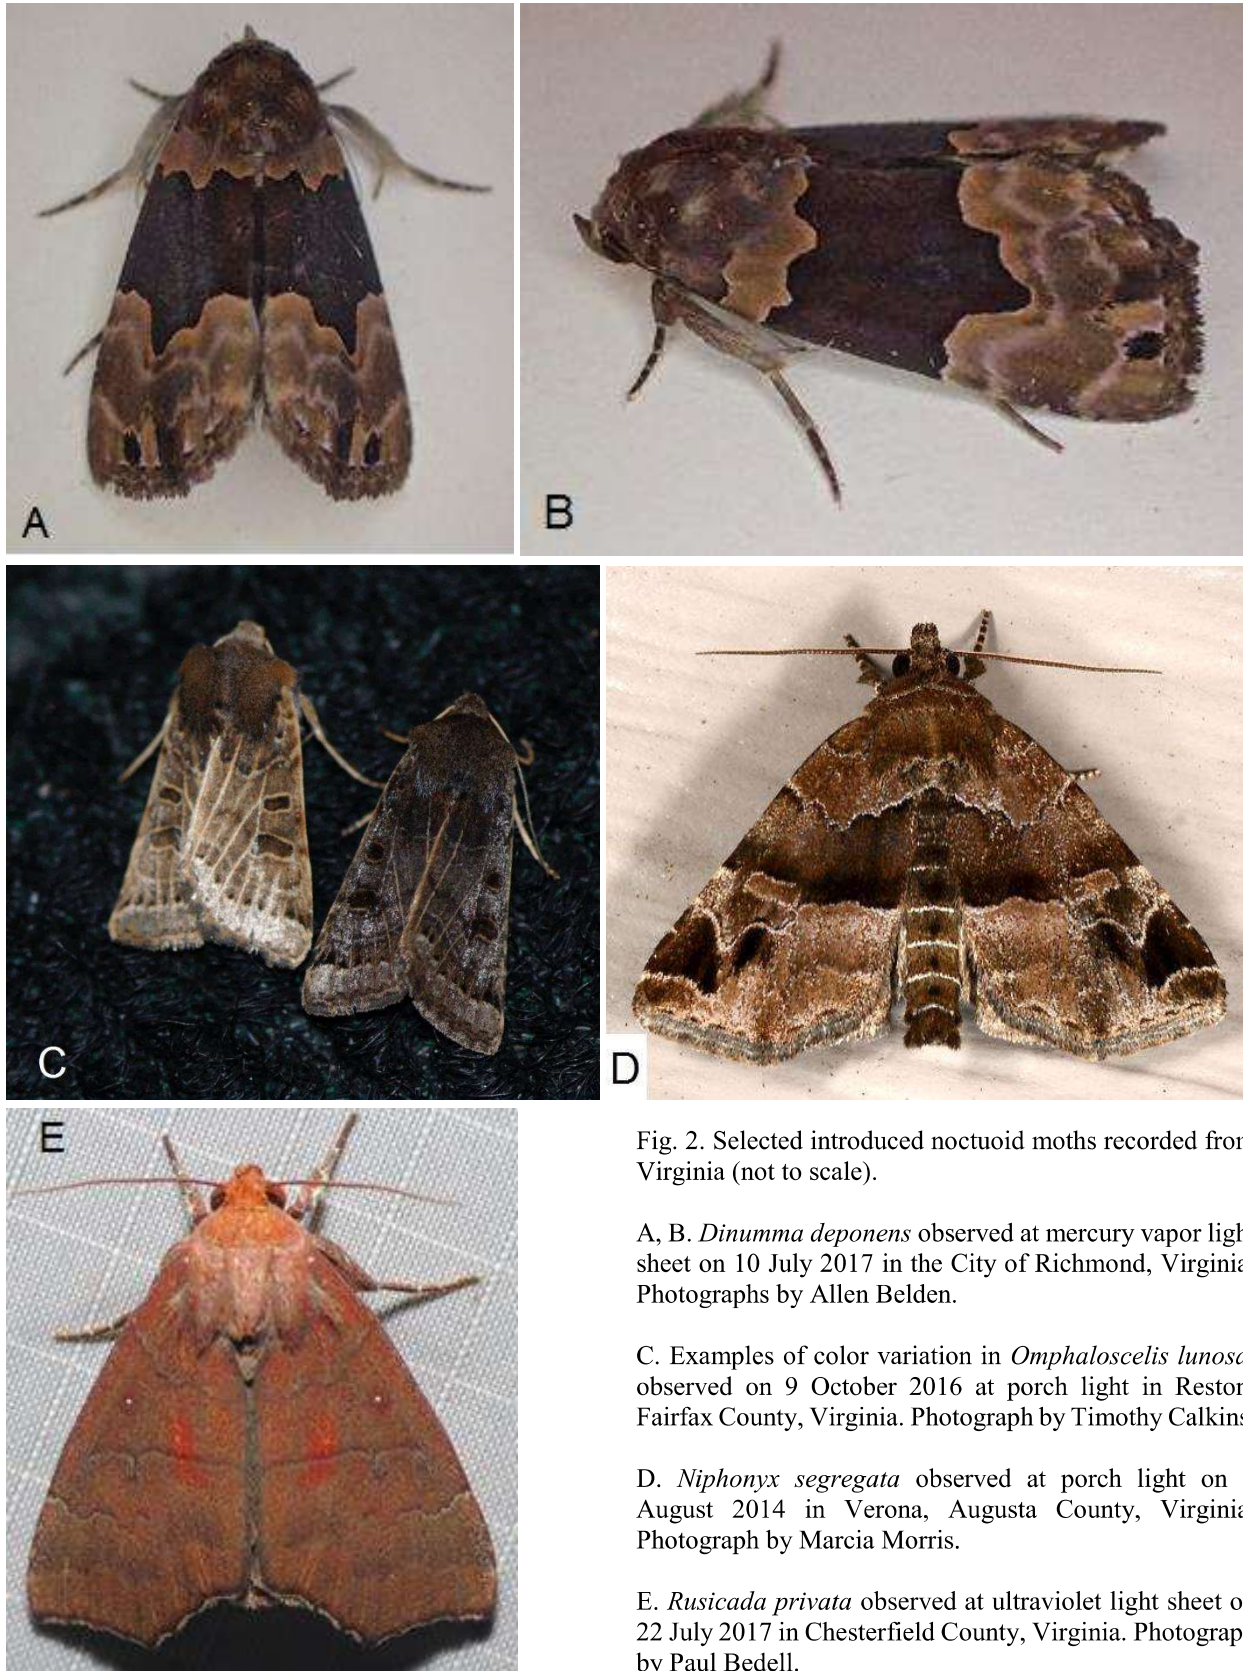 A
B
C
D
E
Fig. 2. Selected introduced noctuoid moths recorded from
Virginia (not to scale).
A, B. Dinumma deponens observed at mercury vapor ligh
sheet on 10 July 2017 in the City of Richmond, Virginia
Photographs by Allen Belden.
C. Examples of color variation in Omphaloscelis lunosa
observed on 9 October 2016 at porch light in Reston
Fairfax County, Virginia. Photograph by Timothy Calkins
D. Niphonyx segregata observed at porch light on
August 2014 in Verona, Augusta County, Virginia
Photograph by Marcia Morris.
E. Rusicada privata observed at ultraviolet light sheet o
22 July 2017 in Chesterfield County, Virginia. Photograp
by Paul Bedell.